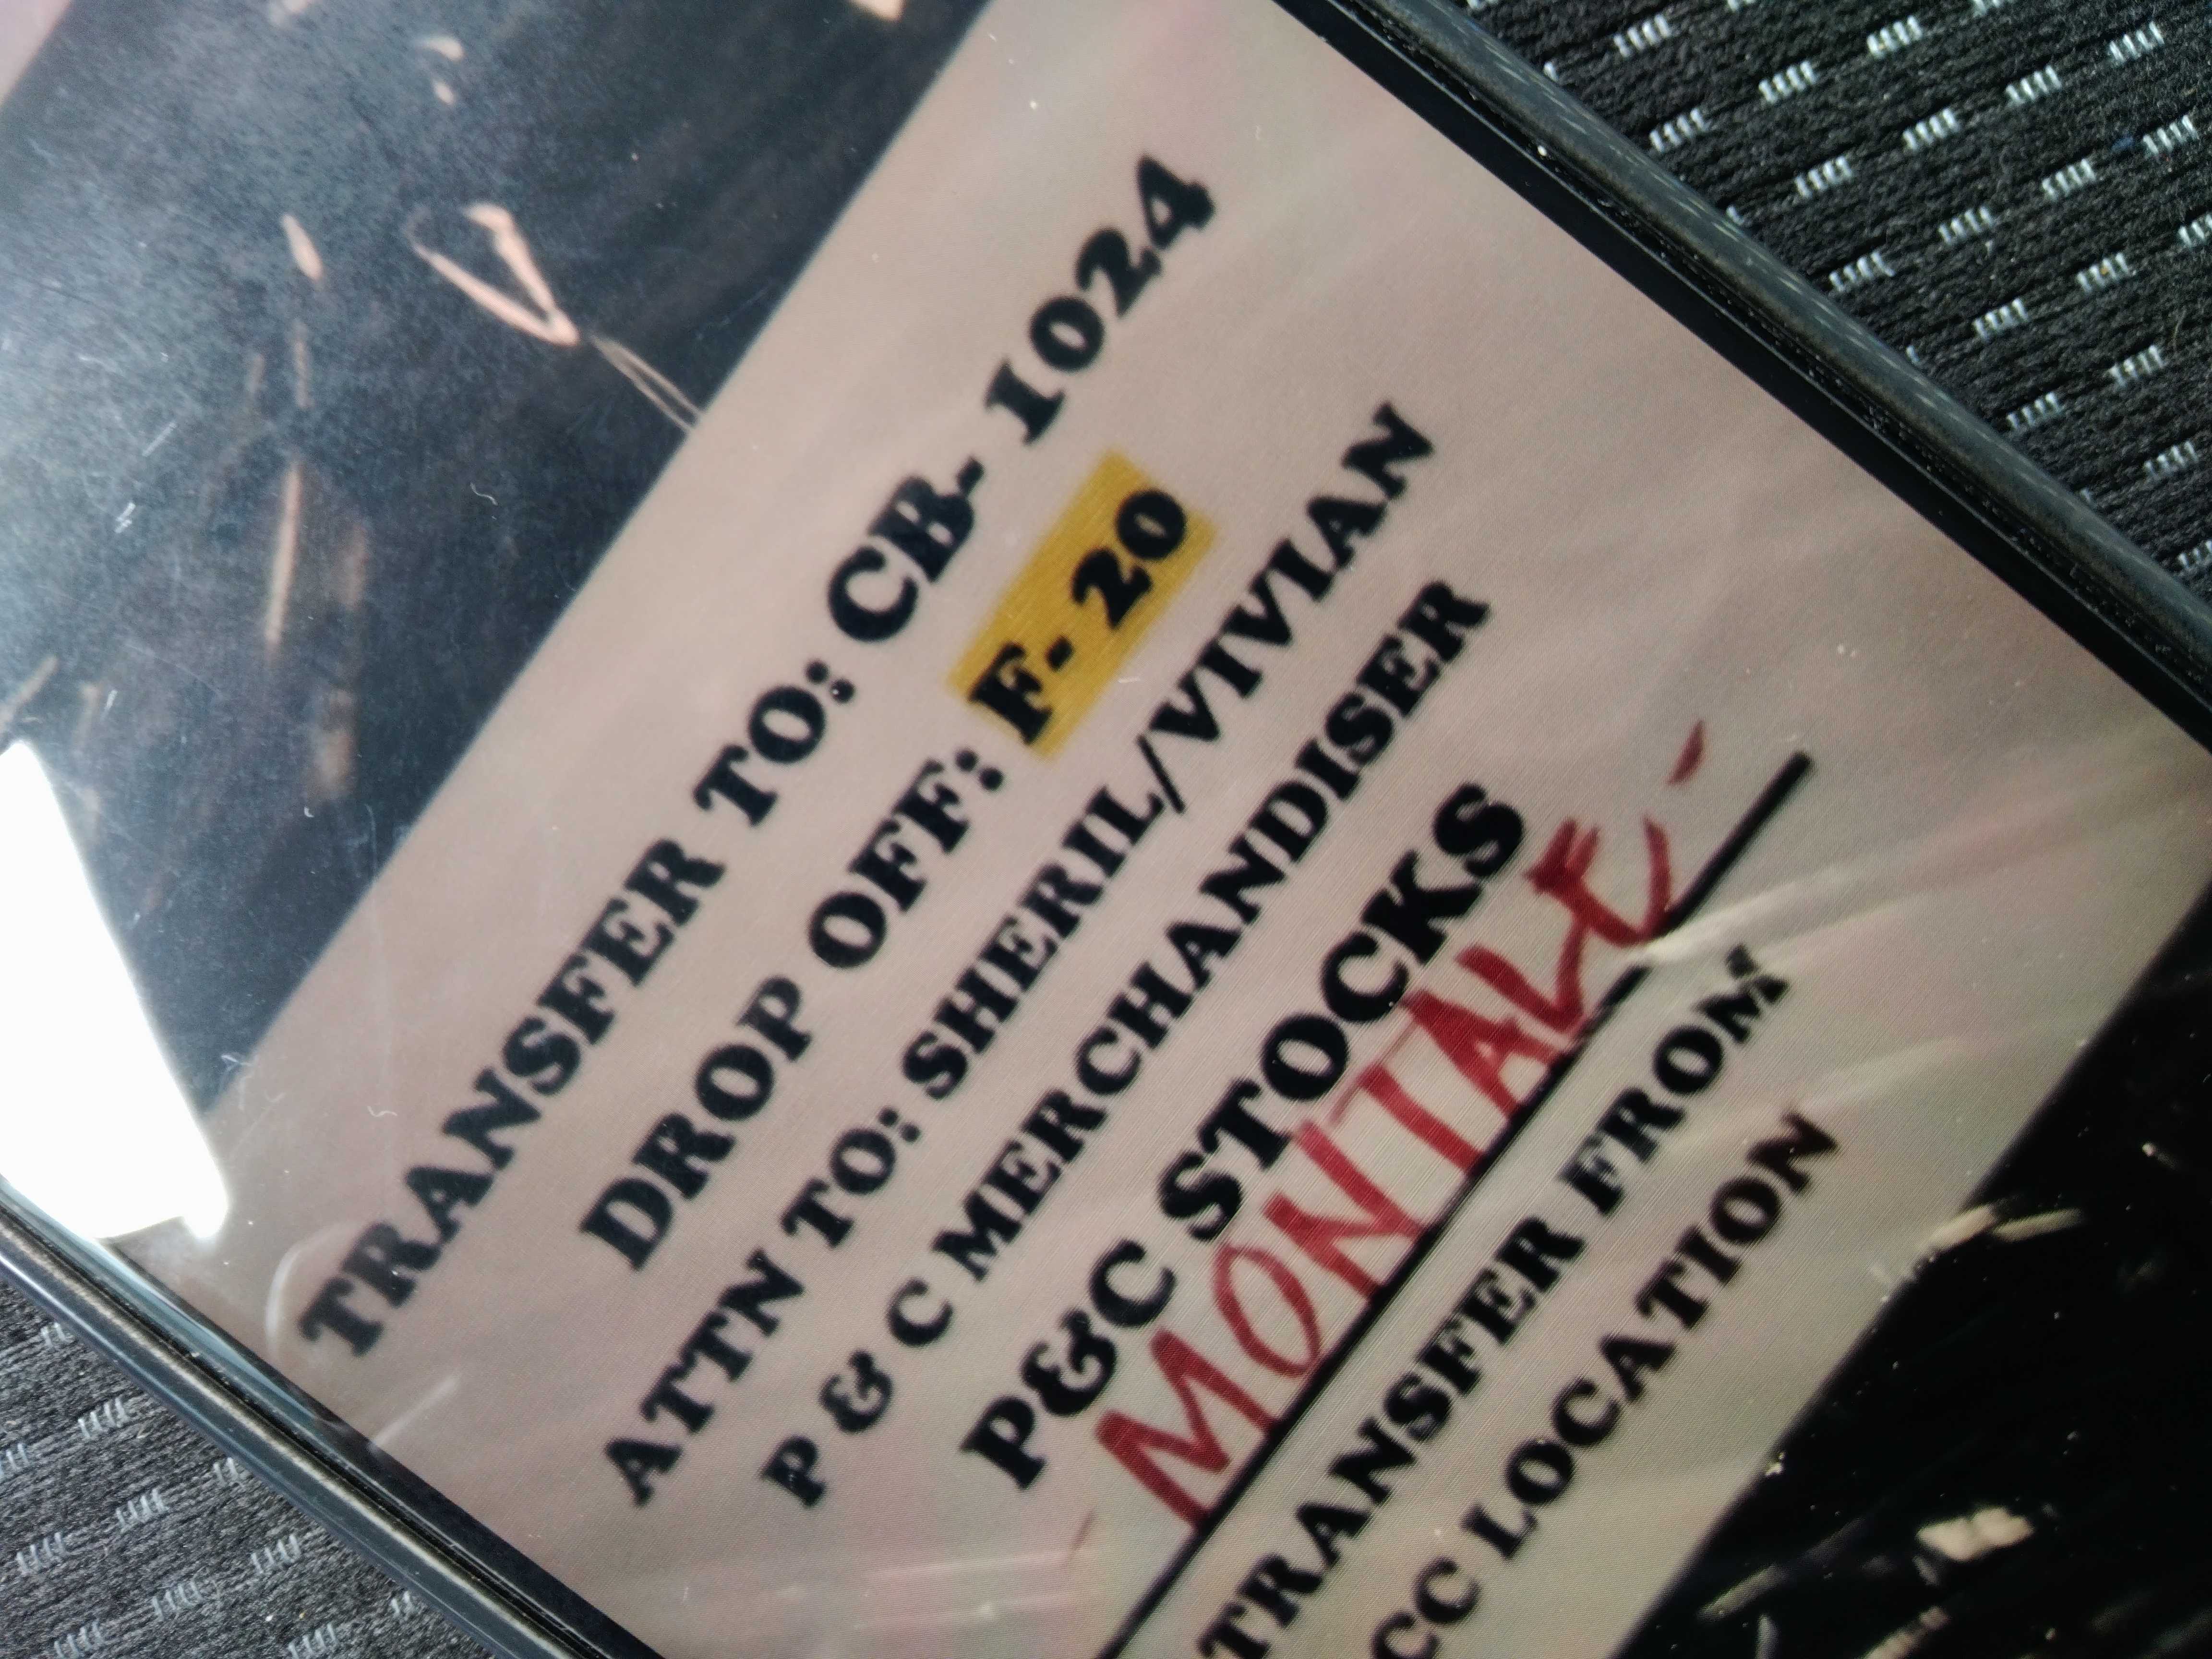 TRANSFER TO: CB- 1024
DROP OFF: F- 20
ATTN TO: SHERIL/VIVIAN
P & C MERCHANDISER
P&C STOCKS
- MONTALE -
TRANSFER FROM
CC LOCATION